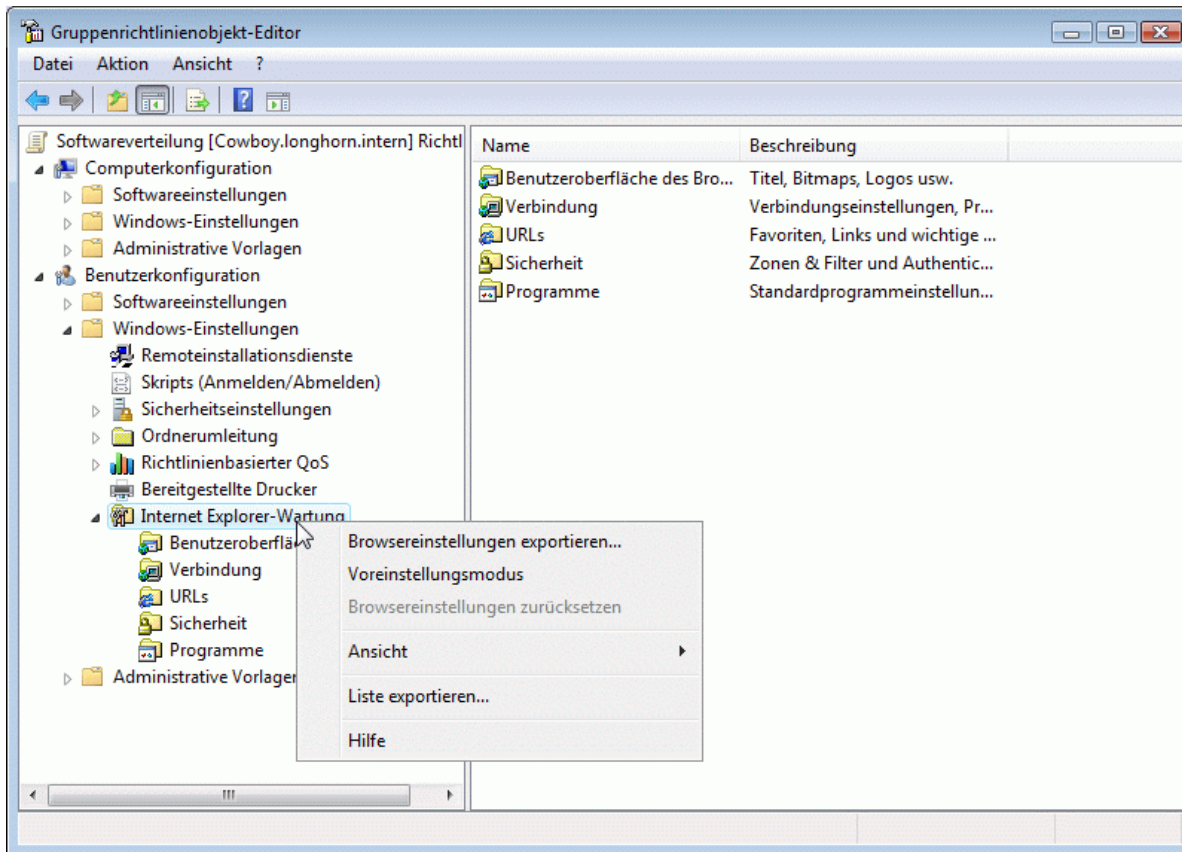 Gruppenrichtlinienobjekt-Editor
Datei Aktion Ansicht ?
Softwareverteilung [Cowboy.longhorn.intern] Richtl
Computerkonfiguration
Softwareeinstellungen
Windows-Einstellungen
Administrative Vorlagen
Benutzerkonfiguration
Softwareeinstellungen
Windows-Einstellungen
Remoteinstallationsdienste
Skripts (Anmelden/Abmelden)
Sicherheitseinstellungen
Ordnerumleitung
Richtlinienbasierter QoS
Bereitgestellte Drucker
Internet Explorer-Wartung
Benutzeroberflä
Verbindung
URLs
Sicherheit
Programme
Administrative Vorlagen
Name Beschreibung
Benutzeroberfläche des Bro... Titel, Bitmaps, Logos usw.
Verbindung Verbindungseinstellungen, Pr...
URLs Favoriten, Links und wichtige ...
Sicherheit Zonen & Filter und Authentic...
Programme Standardprogrammeinstellun...
Browsereinstellungen exportieren...
Voreinstellungsmodus
Browsereinstellungen zurücksetzen
Ansicht
Liste exportieren...
Hilfe